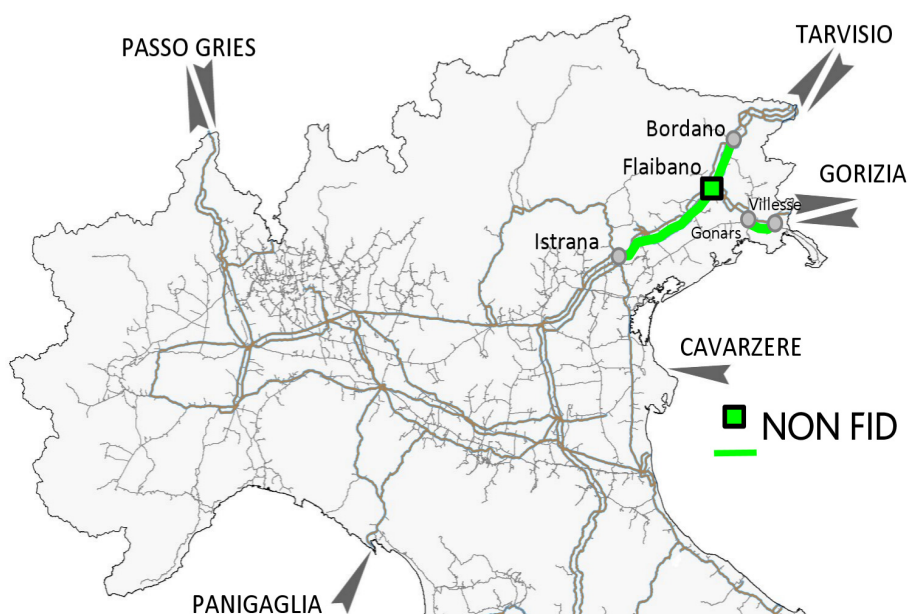 PASSO GRIES
TARVISIO
Bordano
Flaibano
GORIZIA
Villesse
Gonars
Istrana
CAVARZERE
NON FID
PANIGAGLIA